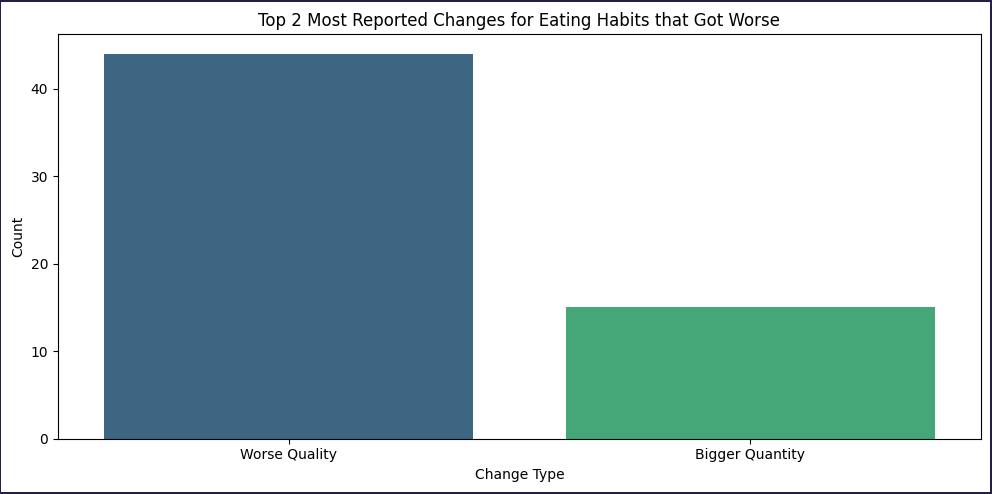 Top 2 Most Reported Changes for Eating Habits that Got Worse
Count
40
30
20
10
0
Worse Quality
Bigger Quantity
Change Type